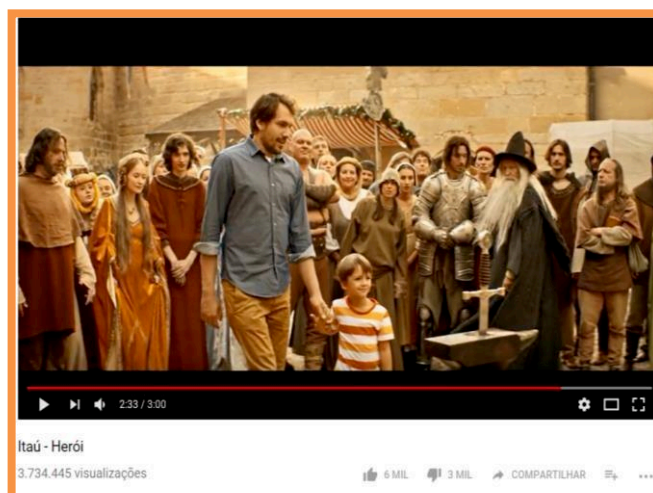 2:33 / 3:00
Itaú - Herói
3.734.445 visualizações
6 MIL 3 MIL COMPARTILHAR